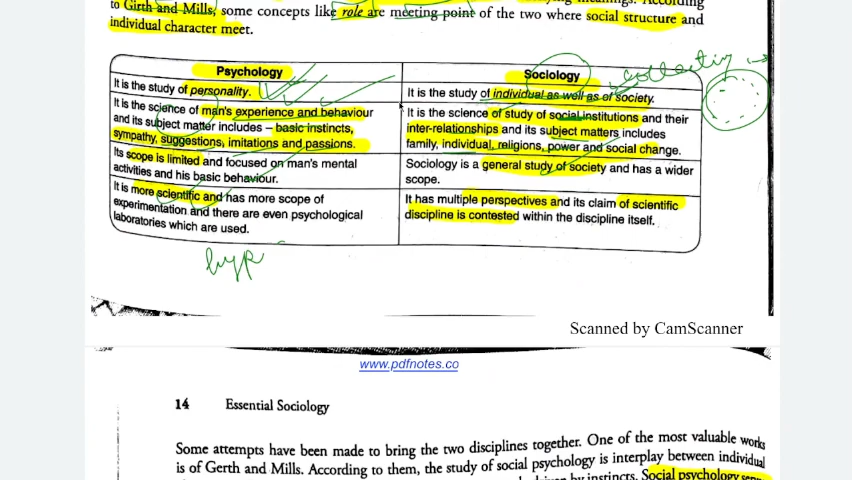 to Girth and Mills, some concepts like role are meeting point of the two where social structure and
individual character meet.
collectivity
Psychology
Sociology
It is the study of personality.
It is the study of individual as well as of society.
It is the science of man's experience and behaviour
and its subject matter includes – basic instincts,
sympathy, suggestions, imitations and passions.
It is the science of study of social institutions and their
inter-relationships and its subject matters includes
family, individual, religions, power and social change.
Its scope is limited and focused on man's mental
activities and his basic behaviour.
Sociology is a general study of society and has a wider
scope.
It is more scientific and has more scope of
experimentation and there are even psychological
laboratories which are used.
It has multiple perspectives and its claim of scientific
discipline is contested within the discipline itself.
hyp
Scanned by CamScanner
www.pdfnotes.co
14 Essential Sociology
Some attempts have been made to bring the two disciplines together. One of the most valuable works
is of Gerth and Mills. According to them, the study of social psychology is interplay between individual
by instincts. Social psychology